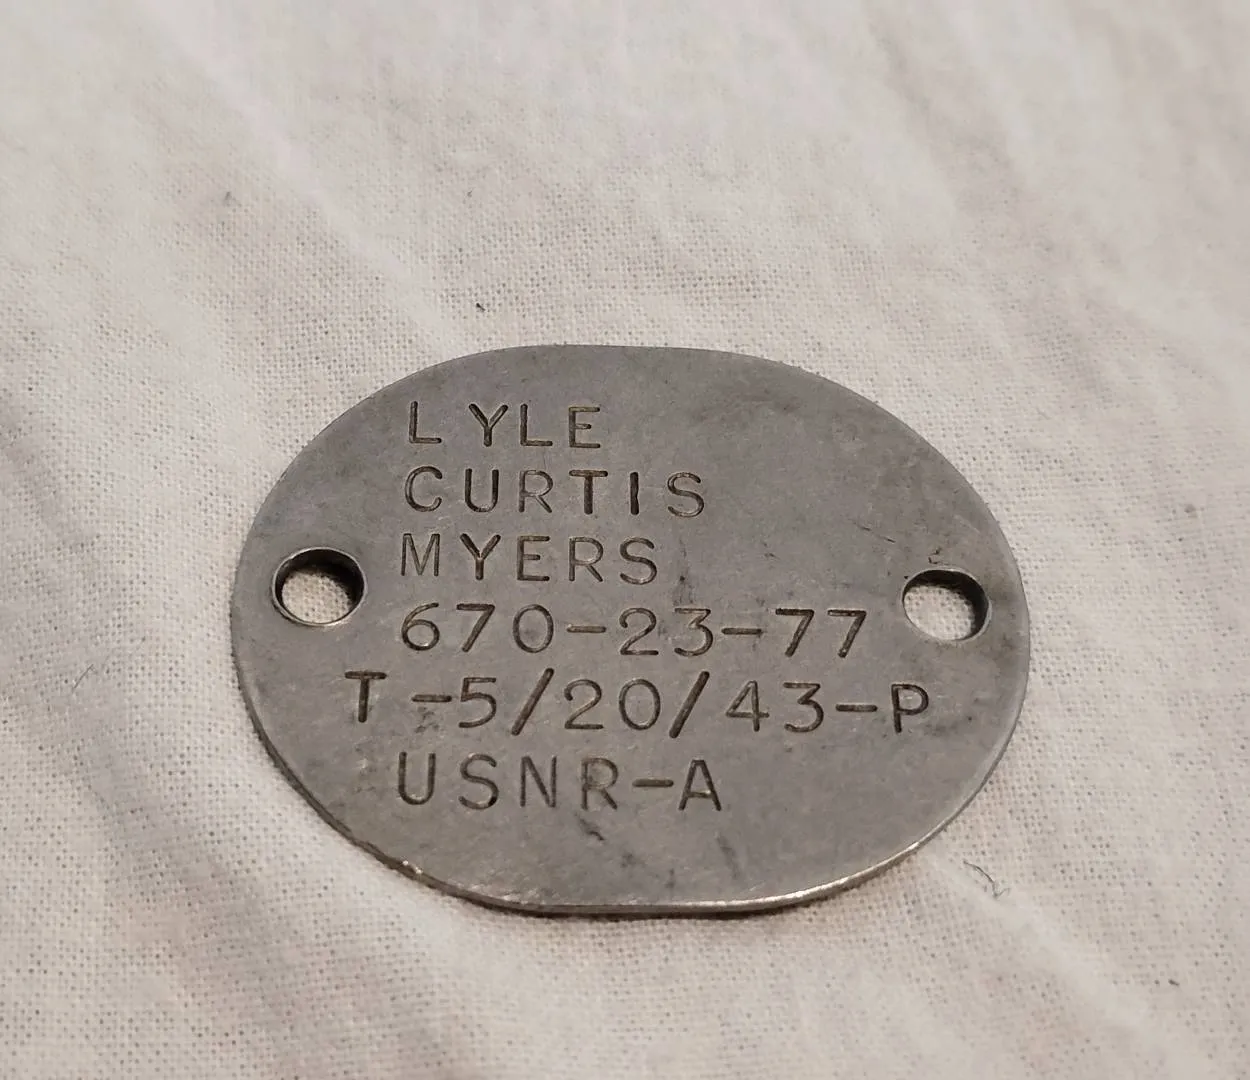 LYLE
CURTIS
MYERS
670-23-77
T-5/20/43-P
USNR-A